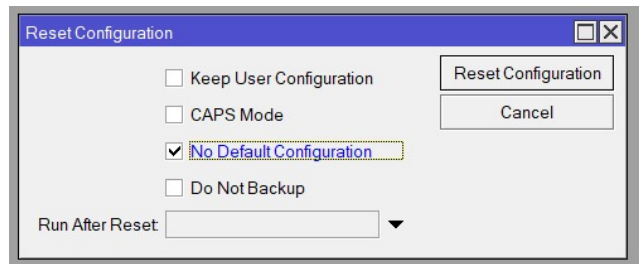 Reset Configuration
Keep User Configuration
Reset Configuration
CAPS Mode
Cancel
No Default Configuration
Do Not Backup
Run After Reset: